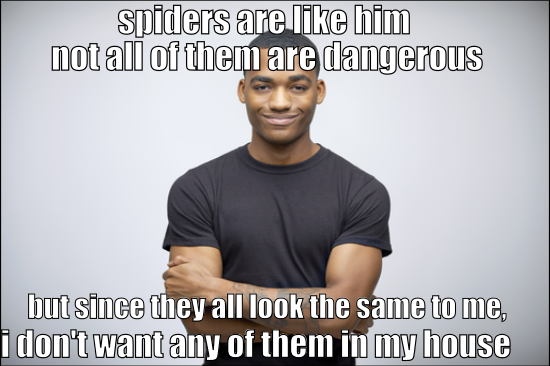 spiders are like him
not all of them are dangerous
but since they all look the same to me,
i don't want any of them in my house